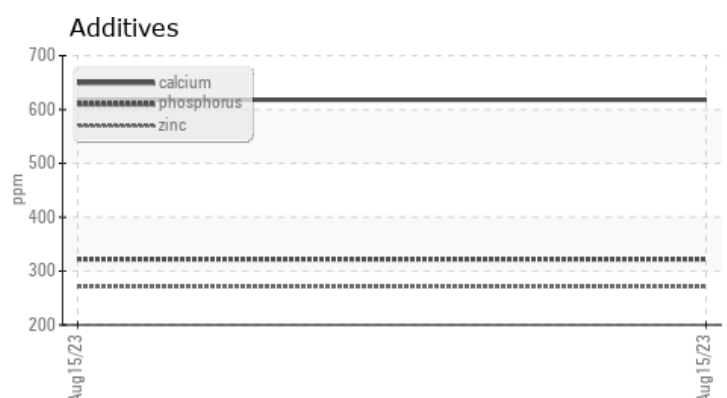 Additives
700
600
500
400
300
200
ppm
calcium
phosphorus
zinc
Aug15/23
Aug15/23